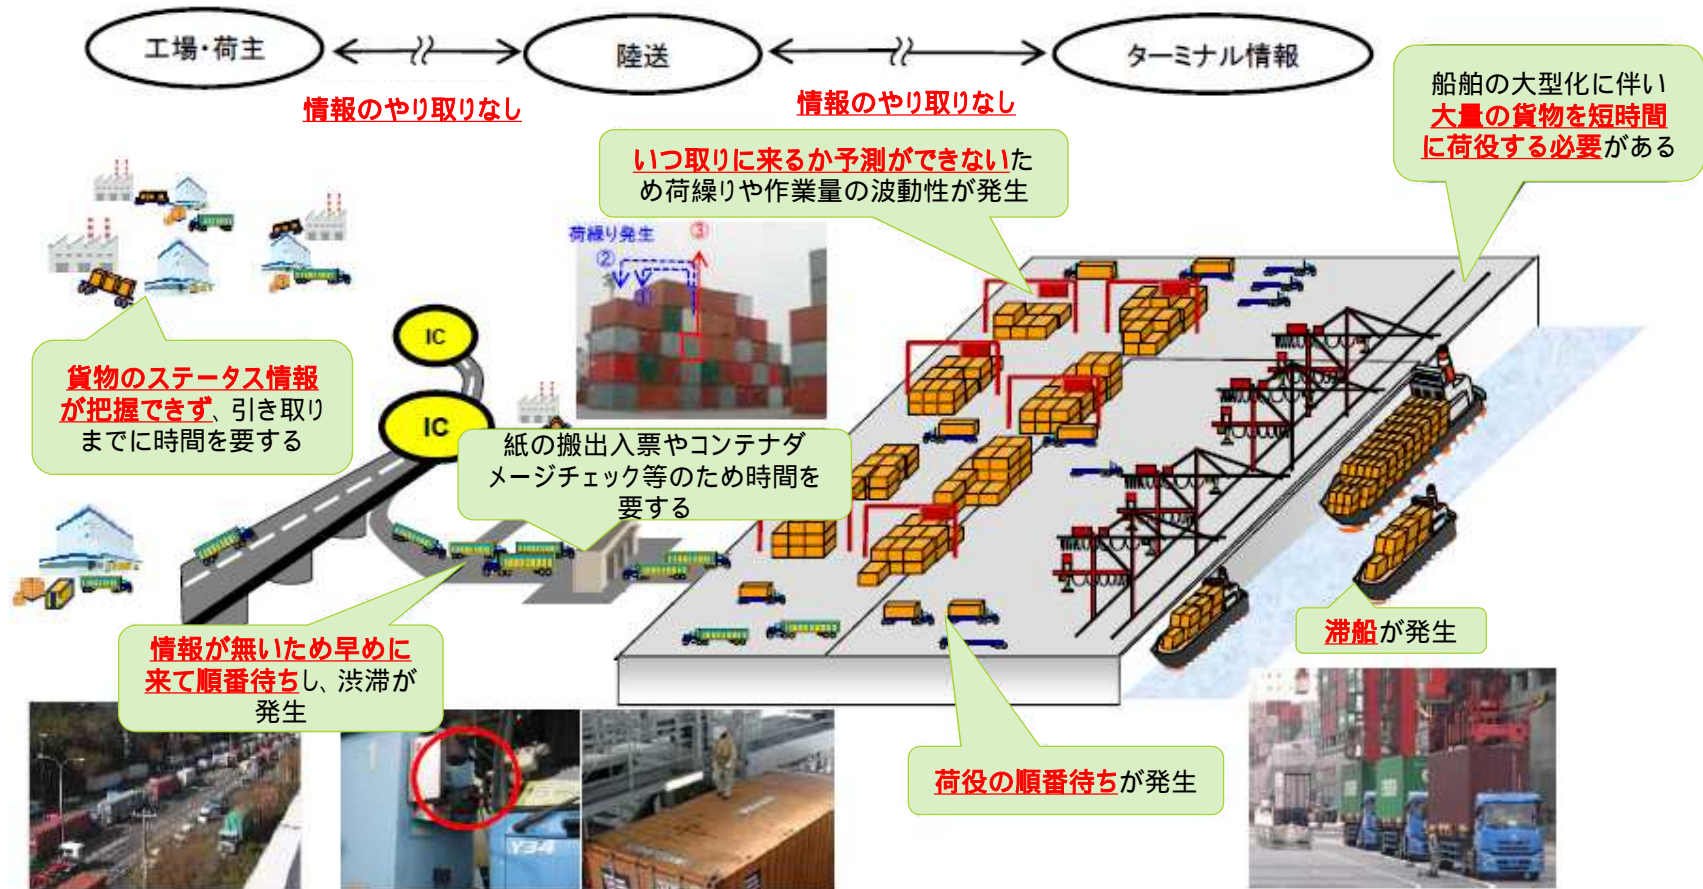 工場・荷主
陸送
ターミナル情報
情報のやり取りなし
情報のやり取りなし
船舶の大型化に伴い
大量の貨物を短時間
に荷役する必要がある
いつ取りに来るか予測ができないた
め荷繰りや作業量の波動性が発生
荷繰り発生
③
②
①
IC
IC
貨物のステータス情報
が把握できず、引き取り
までに時間を要する
紙の搬出入票やコンテナダ
メージチェック等のため時間を
要する
情報が無いため早めに
来て順番待ちし、渋滞が
発生
滞船が発生
荷役の順番待ちが発生
Y34